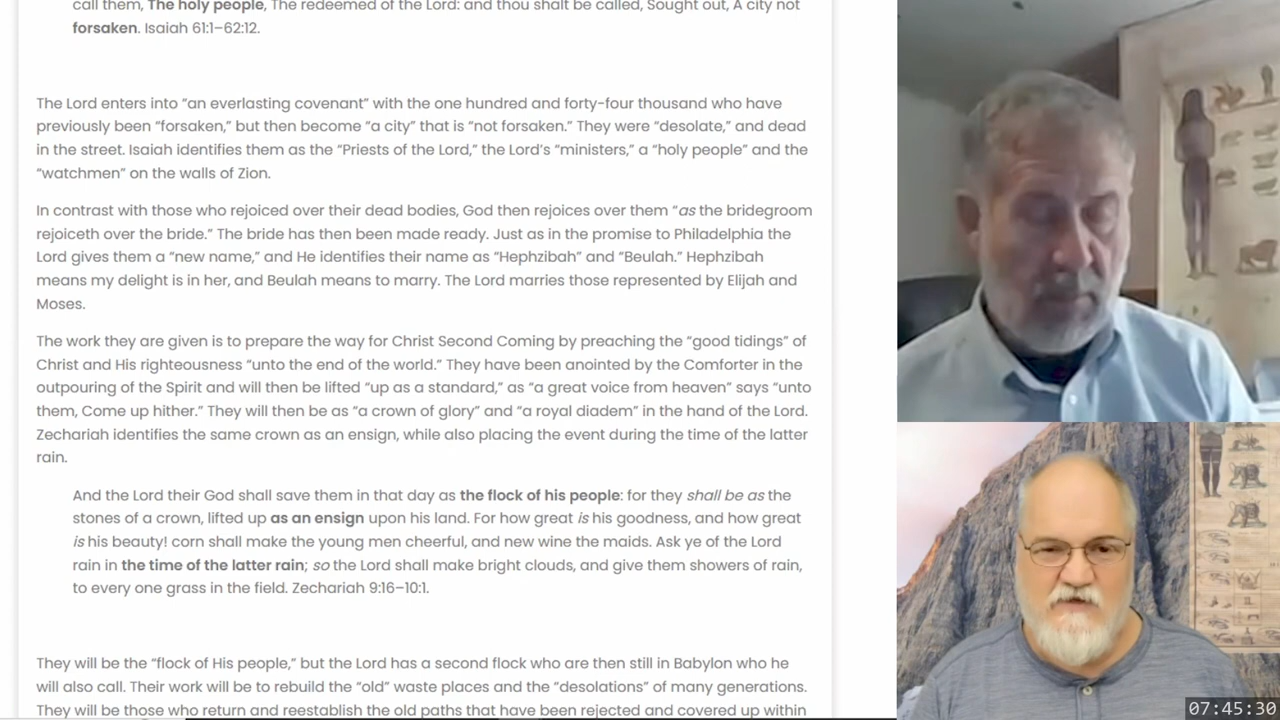 call them, The holy people, The redeemed of the Lord: and thou shalt be called, Sought out, A city not
forsaken. Isaiah 61:1–62:12.
The Lord enters into “an everlasting covenant” with the one hundred and forty-four thousand who have
previously been “forsaken,” but then become “a city” that is “not forsaken.” They were “desolate,” and dead
in the street. Isaiah identifies them as the “Priests of the Lord,” the Lord’s “ministers,” a “holy people” and the
“watchmen” on the walls of Zion.
In contrast with those who rejoiced over their dead bodies, God then rejoices over them “as the bridegroom
rejoiceth over the bride.” The bride has then been made ready. Just as in the promise to Philadelphia the
Lord gives them a “new name,” and He identifies their name as “Hephzibah” and “Beulah.” Hephzibah
means my delight is in her, and Beulah means to marry. The Lord marries those represented by Elijah and
Moses.
The work they are given is to prepare the way for Christ Second Coming by preaching the “good tidings” of
Christ and His righteousness “unto the end of the world.” They have been anointed by the Comforter in the
outpouring of the Spirit and will then be lifted “up as a standard,” as “a great voice from heaven” says “unto
them, Come up hither.” They will then be as “a crown of glory” and “a royal diadem” in the hand of the Lord.
Zechariah identifies the same crown as an ensign, while also placing the event during the time of the latter
rain.
And the Lord their God shall save them in that day as the flock of his people: for they shall be as the
stones of a crown, lifted up as an ensign upon his land. For how great is his goodness, and how great
is his beauty! corn shall make the young men cheerful, and new wine the maids. Ask ye of the Lord
rain in the time of the latter rain; so the Lord shall make bright clouds, and give them showers of rain,
to every one grass in the field. Zechariah 9:16–10:1.
They will be the “flock of His people,” but the Lord has a second flock who are then still in Babylon who he
will also call. Their work will be to rebuild the “old” waste places and the “desolations” of many generations.
They will be those who return and reestablish the old paths that have been rejected and covered up within
07:45:30